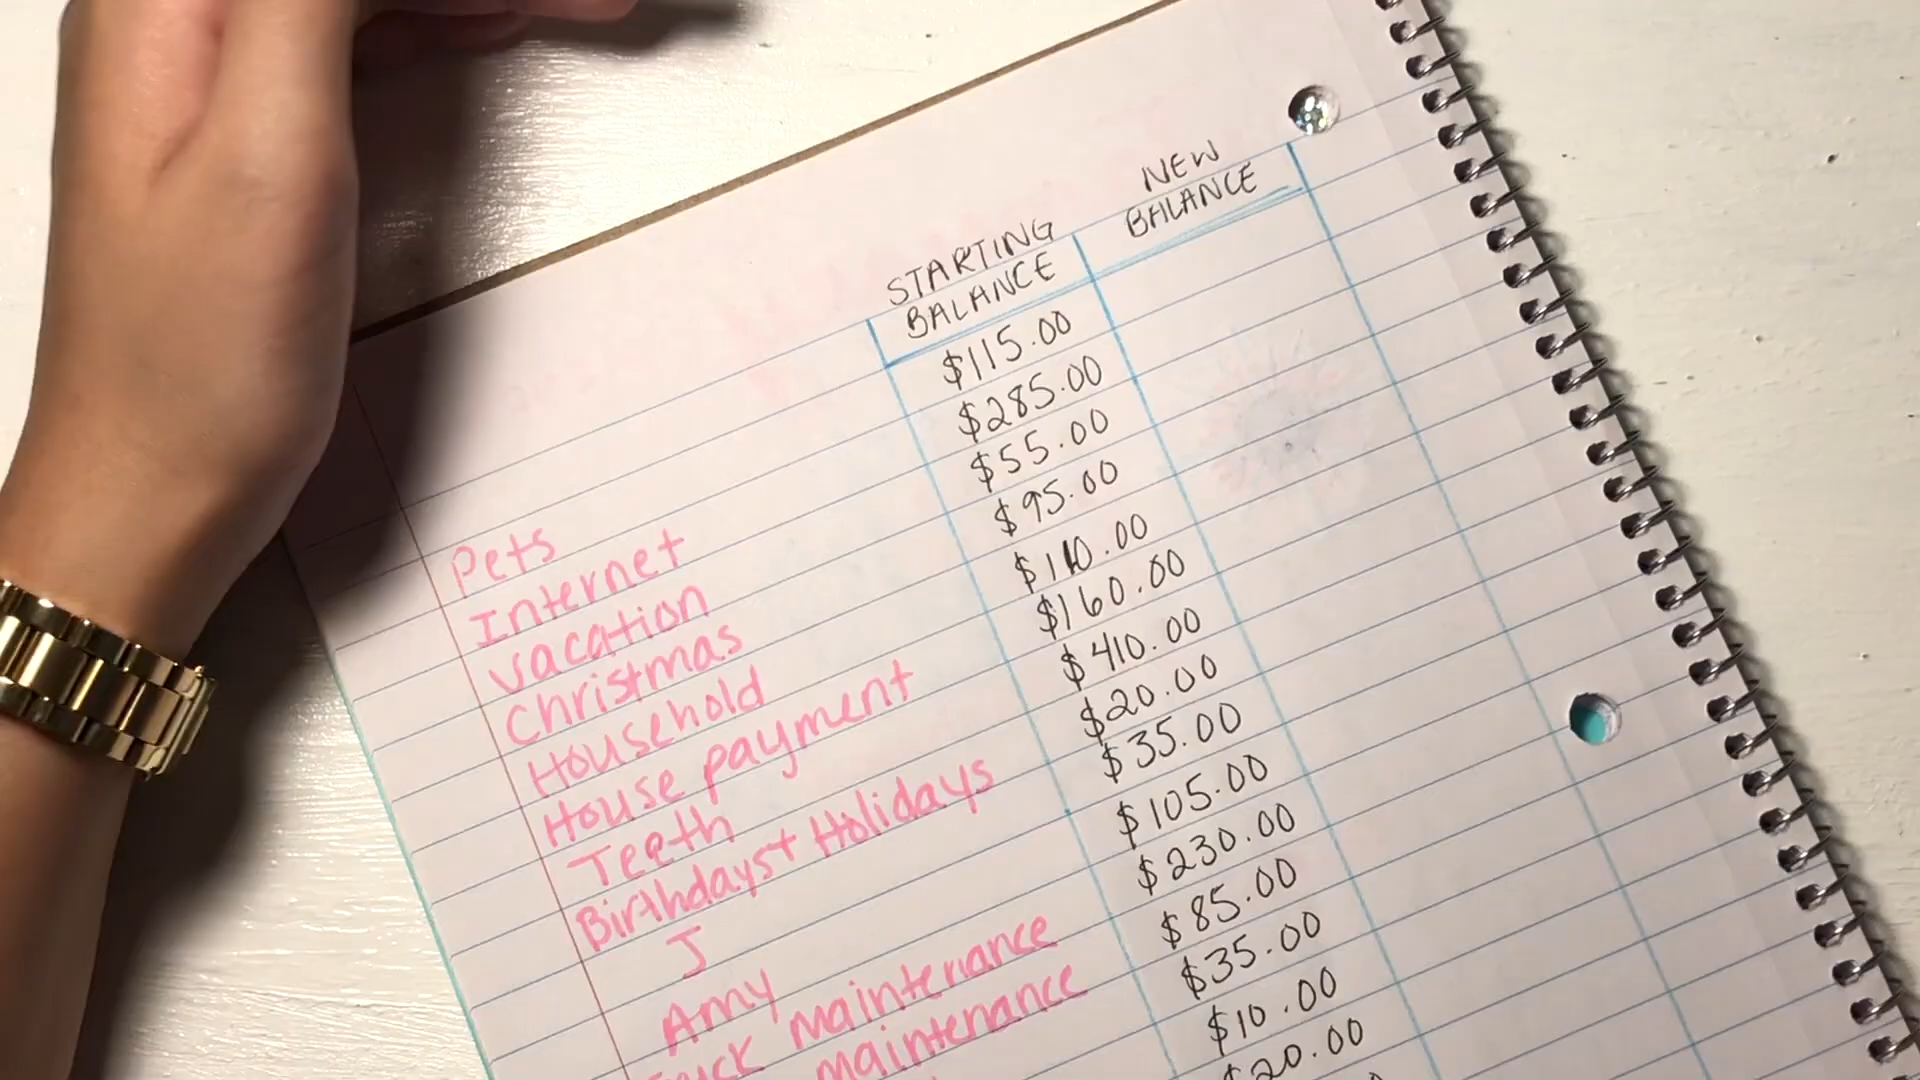 STARTING BALANCE NEW BALANCE
Pets $115.00
Internet $285.00
Vacation $55.00
Christmas $95.00
Household $110.00
House payment $160.00
Teeth $410.00
Birthdays + Holidays $20.00
J $35.00
Amy $105.00
maintenance $230.00
maintenance $85.00
$35.00
$10.00
$20.00